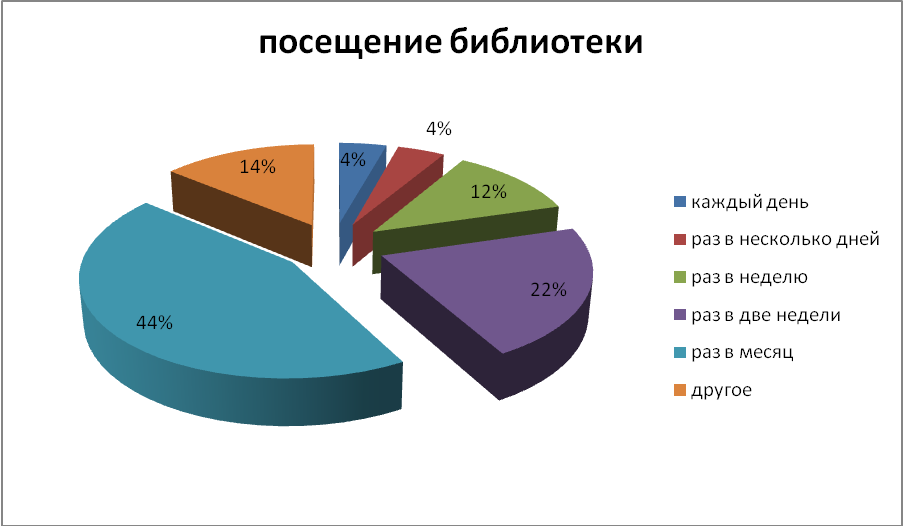 посещение библиотеки
4%
4%
12%
22%
44%
14%
каждый день
раз в несколько дней
раз в неделю
раз в две недели
раз в месяц
другое